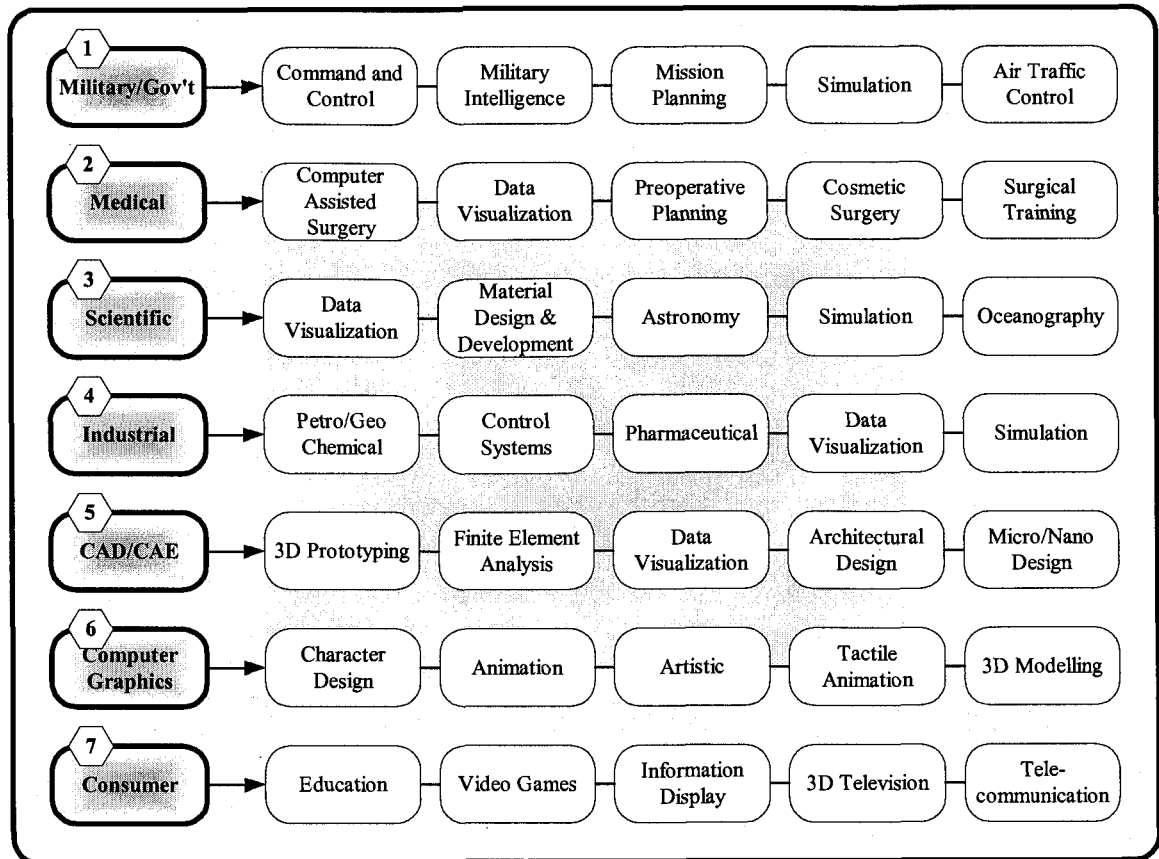 1
Military/Gov't
Command and
Control
Military
Intelligence
Mission
Planning
Simulation
Air Traffic
Control
2
Medical
Computer
Assisted
Surgery
Data
Visualization
Preoperative
Planning
Cosmetic
Surgery
Surgical
Training
3
Scientific
Data
Visualization
Material
Design &
Development
Astronomy
Simulation
Oceanography
4
Industrial
Petro/Geo
Chemical
Control
Systems
Pharmaceutical
Data
Visualization
Simulation
5
CAD/CAE
3D Prototyping
Finite Element
Analysis
Data
Visualization
Architectural
Design
Micro/Nano
Design
6
Computer
Graphics
Character
Design
Animation
Artistic
Tactile
Animation
3D Modelling
7
Consumer
Education
Video Games
Information
Display
3D Television
Tele-
communication